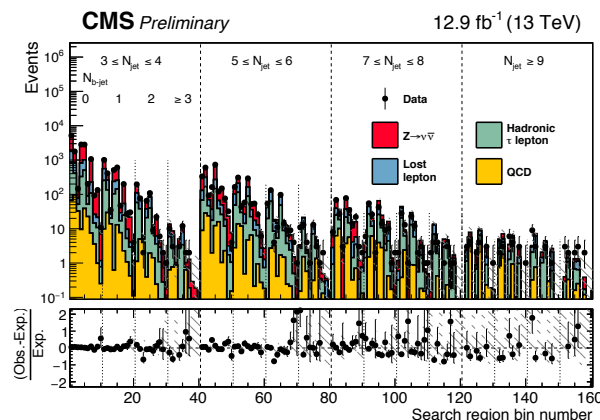 CMS Preliminary 12.9 fb⁻¹ (13 TeV)
Events
10⁶
10⁵
10⁴
10³
10²
10
1
10⁻¹
3 ≤ N_jet ≤ 4 5 ≤ N_jet ≤ 6 7 ≤ N_jet ≤ 8 N_jet ≥ 9
N_b-jet
0 1 2 ≥ 3
Data
Z→νν̅ Hadronic τ lepton
Lost lepton QCD
(Obs.-Exp.)
Exp.
2
1
0
−1
−2
20 40 60 80 100 120 140 160
Search region bin number